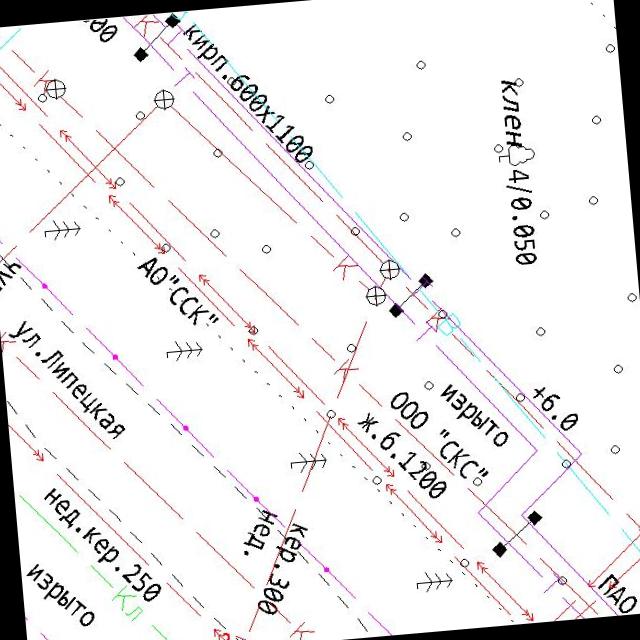 кирп.600х1100
клен 4/0.050
АО"ССК"
ул.Липецкая
+6.0
изрыто
ООО "СКС"
ж.б.1200
нед.
кер.300
нед.кер.250
изрыто
Кл
ПАО
К
К
К
К
К
К